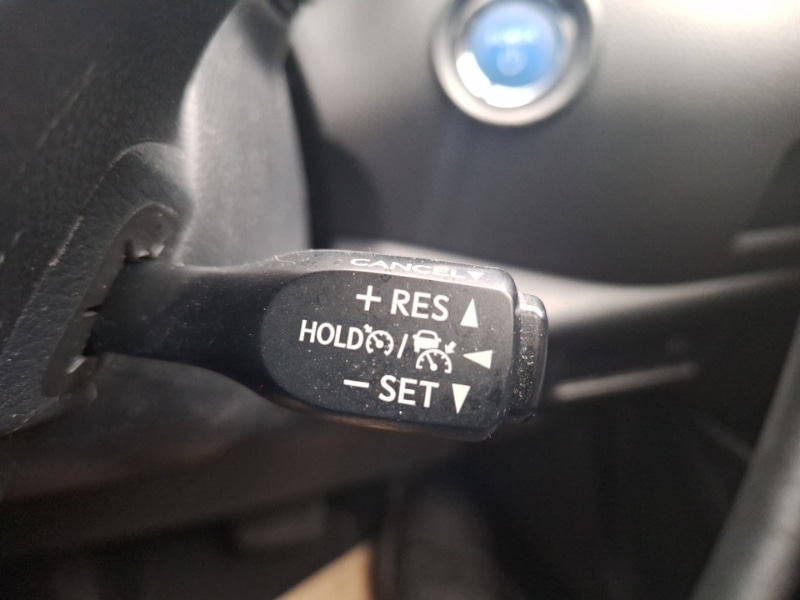 CANCEL
+ RES
HOLD /
− SET